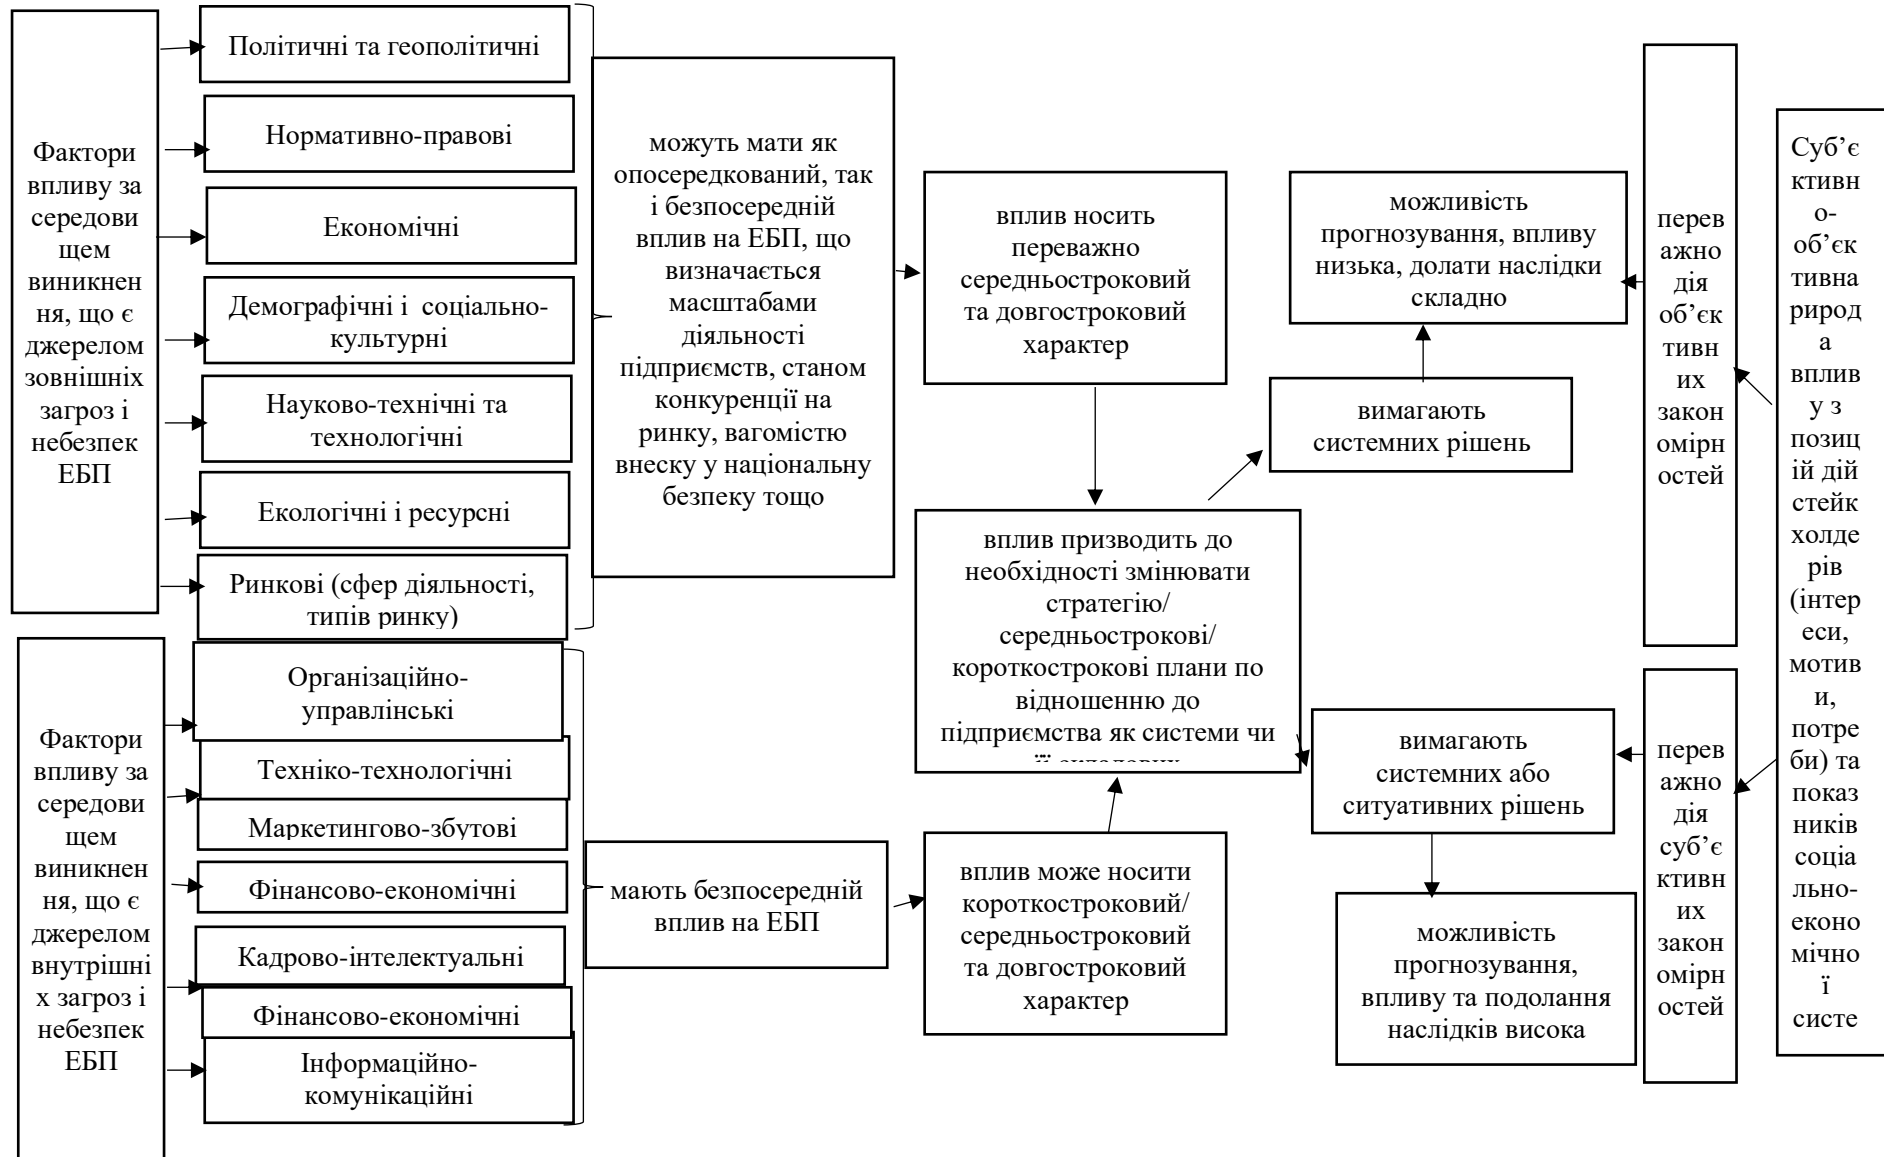 Фактори
впливу за
середови
щем
виникнен
ня, що є
джерелом
зовнішніх
загроз і
небезпек
ЕБП
Політичні та геополітичні
Нормативно-правові
Економічні
Демографічні і соціально-
культурні
Науково-технічні та
технологічні
Екологічні і ресурсні
Ринкові (сфер діяльності,
типів ринку)
можуть мати як
опосередкований, так
і безпосередній
вплив на ЕБП, що
визначається
масштабами
діяльності
підприємств, станом
конкуренції на
ринку, вагомістю
внеску у національну
безпеку тощо
вплив носить
переважно
середньостроковий
та довгостроковий
характер
можливість
прогнозування, впливу
низька, долати наслідки
складно
вимагають
системних рішень
перев
ажно
дія
об’єк
тивн
их
закон
омірн
остей
Суб’є
ктивн
о-
об’єк
тивна
рирод
а
вплив
у з
позиц
ій дій
стейк
холде
рів
(інтер
еси,
мотив
и,
потре
би) та
показ
ників
соціа
льно-
еконо
мічно
ї
систе
вплив призводить до
необхідності змінювати
стратегію/
середньострокові/
короткострокові плани по
відношенню до
підприємства як системи чи
Фактори
впливу за
середови
щем
виникнен
ня, що є
джерелом
внутрішні
х загроз і
небезпек
ЕБП
Організаційно-
управлінські
Техніко-технологічні
Маркетингово-збутові
Фінансово-економічні
Кадрово-інтелектуальні
Фінансово-економічні
Інформаційно-
комунікаційні
мають безпосередній
вплив на ЕБП
вплив може носити
короткостроковий/
середньостроковий
та довгостроковий
характер
вимагають
системних або
ситуативних рішень
можливість
прогнозування,
впливу та подолання
наслідків висока
перев
ажно
дія
суб’є
ктивн
их
закон
омірн
остей